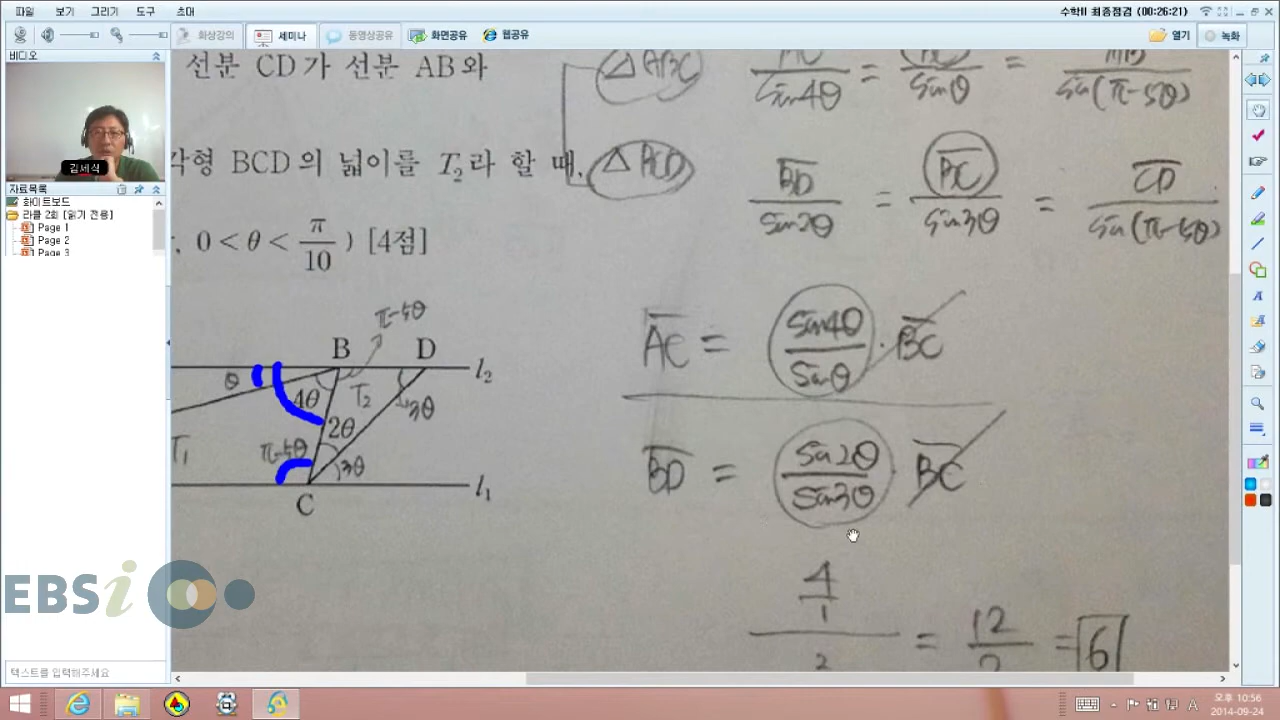 파일 보기 그리기 도구 초대
수학II 최종점검 (00:26:21)
화상강의 세미나 동영상공유 화면공유 웹공유
열기 녹화
비디오
김세식
자료목록
화이트보드
라클 2회 [읽기 전용]
Page 1
Page 2
Page 3
텍스트를 입력해주세요
선분 CD가 선분 AB와
각형 BCD의 넓이를 T₂라 할 때,
0 < θ < π/10 ) [4점]
π-5θ
B D l₂
θ 4θ T₂ 3θ
2θ
T₁ π-5θ 3θ
C l₁
△ABC
sin4θ = sinθ = sin(π-5θ)
△BCD BD/sin2θ = BC/sin3θ = CD/sin(π-5θ)
AC = sin4θ/sinθ · BC
BD = sin2θ/sin3θ BC
4/1
2 = 12 = 6
EBSi
오후 10:56
2014-09-24